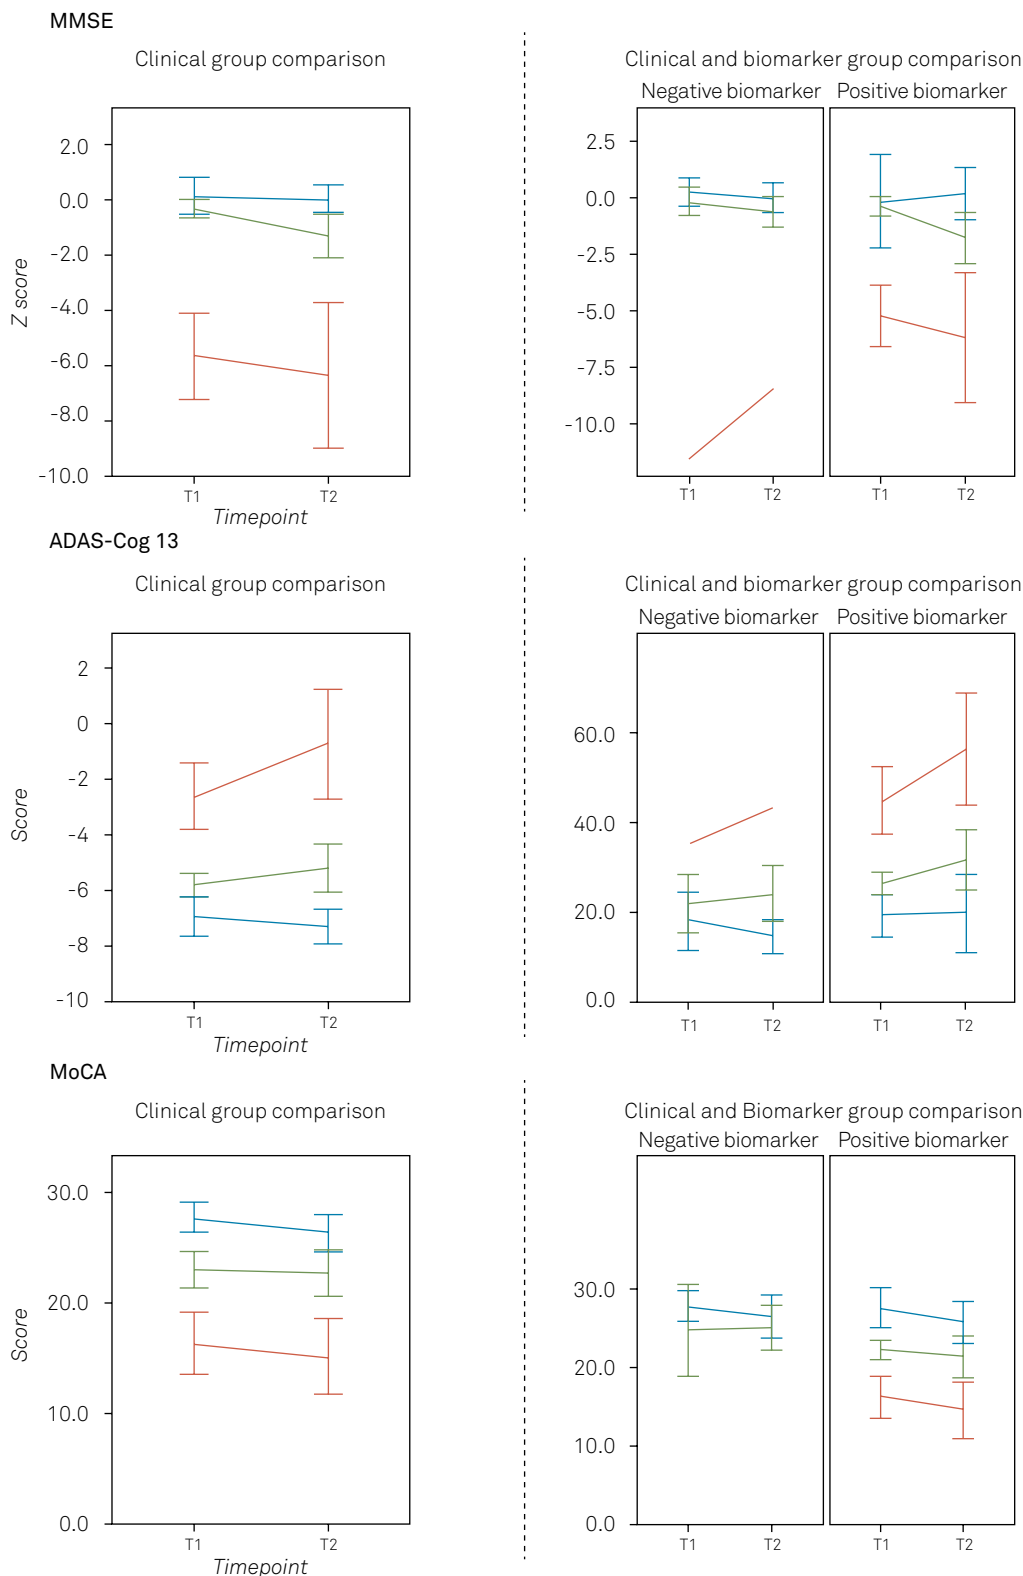 MMSE
Clinical group comparison
Z score
2.0
0.0
-2.0
-4.0
-6.0
-8.0
-10.0
T1 T2
Timepoint
Clinical and biomarker group comparison
Negative biomarker Positive biomarker
2.5
0.0
-2.5
-5.0
-7.5
-10.0
T1 T2 T1 T2
ADAS-Cog 13
Clinical group comparison
Score
2
0
-2
-4
-6
-8
-10
T1 T2
Timepoint
Clinical and biomarker group comparison
Negative biomarker Positive biomarker
60.0
40.0
20.0
0.0
T1 T2 T1 T2
MoCA
Clinical group comparison
Score
30.0
20.0
10.0
0.0
T1 T2
Timepoint
Clinical and Biomarker group comparison
Negative biomarker Positive biomarker
30.0
20.0
10.0
0.0
T1 T2 T1 T2